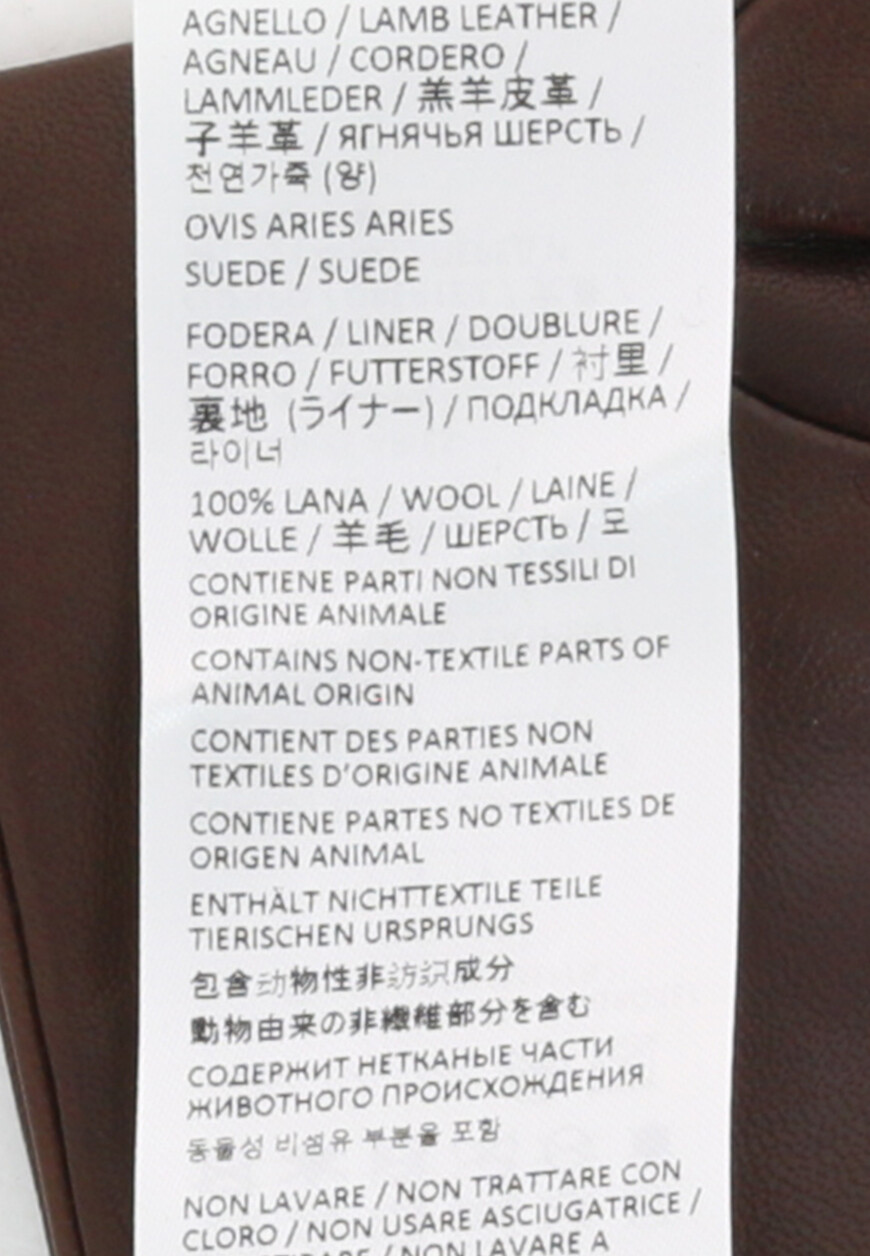 AGNELLO / LAMB LEATHER /
AGNEAU / CORDERO /
LAMMLEDER / 羔羊皮革 /
子羊革 / ЯГНЯЧЬЯ ШЕРСТЬ /
천연가죽 (양)
OVIS ARIES ARIES
SUEDE / SUEDE
FODERA / LINER / DOUBLURE /
FORRO / FUTTERSTOFF / 衬里 /
裏地 (ライナー) / ПОДКЛАДКА /
라이너
100% LANA / WOOL / LAINE /
WOLLE / 羊毛 / ШЕРСТЬ / 모
CONTIENE PARTI NON TESSILI DI
ORIGINE ANIMALE
CONTAINS NON-TEXTILE PARTS OF
ANIMAL ORIGIN
CONTIENT DES PARTIES NON
TEXTILES D'ORIGINE ANIMALE
CONTIENE PARTES NO TEXTILES DE
ORIGEN ANIMAL
ENTHÄLT NICHTTEXTILE TEILE
TIERISCHEN URSPRUNGS
包含动物性非纺织成分
動物由来の非繊維部分を含む
СОДЕРЖИТ НЕТКАНЫЕ ЧАСТИ
ЖИВОТНОГО ПРОИСХОЖДЕНИЯ
동물성 비섬유 부분을 포함
NON LAVARE / NON TRATTARE CON
CLORO / NON USARE ASCIUGATRICE /
/ NON LAVARE A